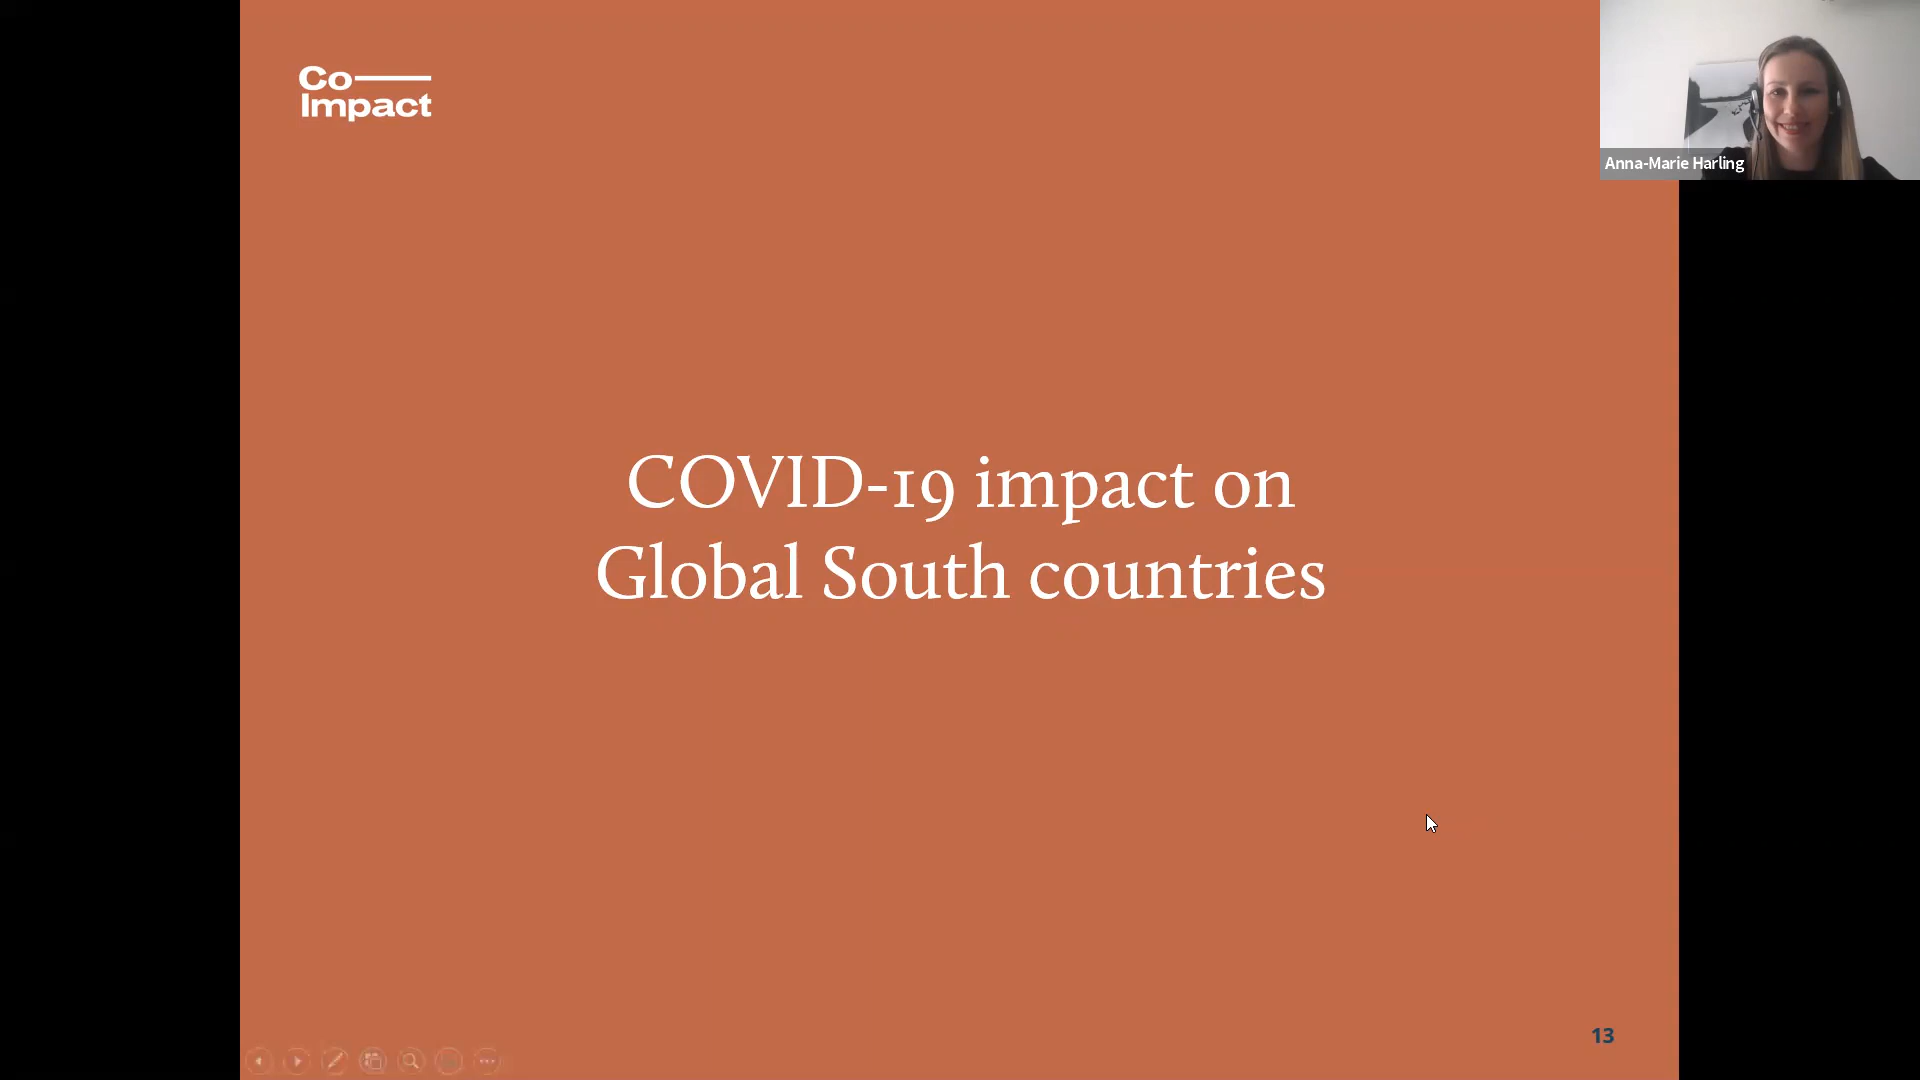 Co
Impact
Anna-Marie Harling
COVID-19 impact on
Global South countries
13